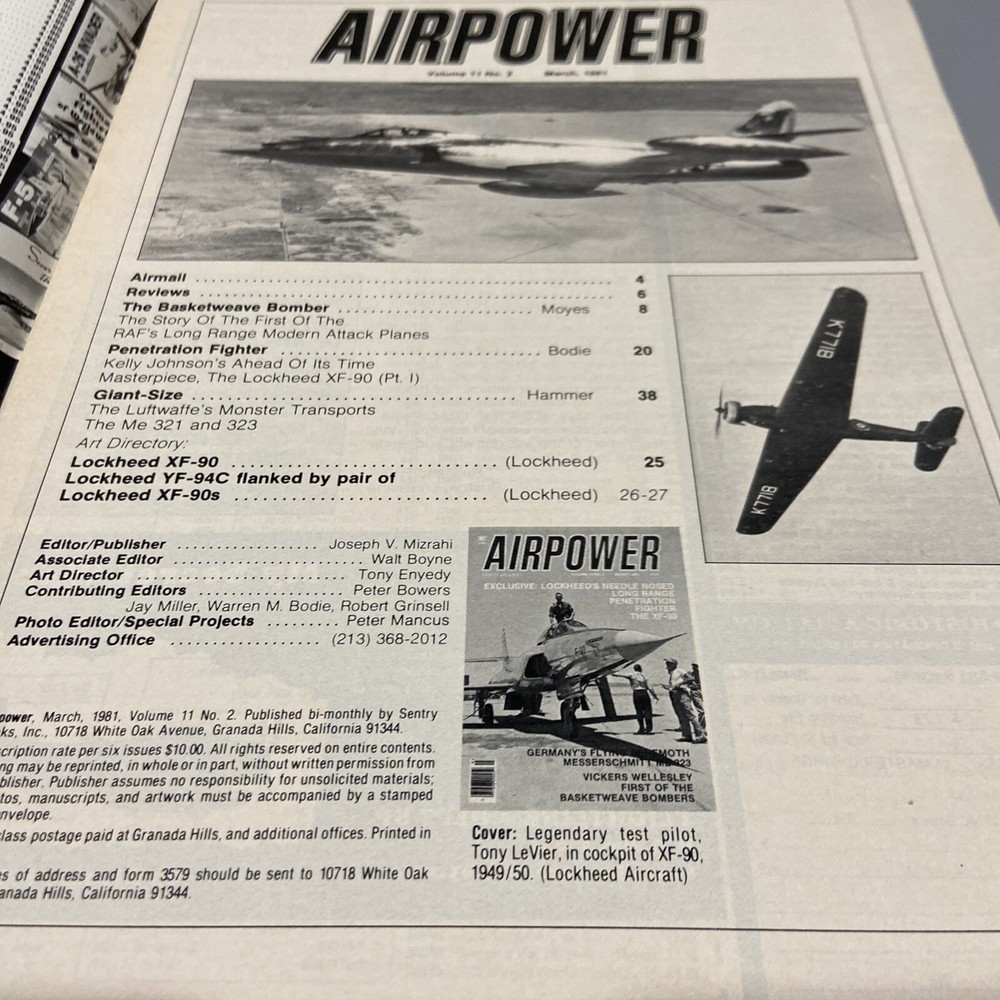 A-26 INVADER
F-5
AIRPOWER
Volume 11 No. 2 March, 1981
Airmail 4
Reviews 6
The Basketweave Bomber Moyes 8
The Story Of The First Of The
RAF's Long Range Modern Attack Planes
Penetration Fighter Bodie 20
Kelly Johnson's Ahead Of Its Time
Masterpiece, The Lockheed XF-90 (Pt. I)
Giant-Size Hammer 38
The Luftwaffe's Monster Transports
The Me 321 and 323
Art Directory:
Lockheed XF-90 (Lockheed) 25
Lockheed YF-94C flanked by pair of
Lockheed XF-90s (Lockheed) 26-27
K7718
K7718
Editor/Publisher Joseph V. Mizrahi
Associate Editor Walt Boyne
Art Director Tony Enyedy
Contributing Editors Peter Bowers
Jay Miller, Warren M. Bodie, Robert Grinsell
Photo Editor/Special Projects Peter Mancus
Advertising Office (213) 368-2012
power, March, 1981, Volume 11 No. 2. Published bi-monthly by Sentry
ks, Inc., 10718 White Oak Avenue, Granada Hills, California 91344.
cription rate per six issues $10.00. All rights reserved on entire contents.
ng may be reprinted, in whole or in part, without written permission from
blisher. Publisher assumes no responsibility for unsolicited materials;
tos, manuscripts, and artwork must be accompanied by a stamped
nvelope.
class postage paid at Granada Hills, and additional offices. Printed in
es of address and form 3579 should be sent to 10718 White Oak
anada Hills, California 91344.
AIRPOWER
EXCLUSIVE: LOCKHEED'S NEEDLE NOSED
LONG RANGE
PENETRATION
FIGHTER
THE XF-90
GERMANY'S FLYING BEHEMOTH
MESSERSCHMITT ME 323
VICKERS WELLESLEY
FIRST OF THE
BASKETWEAVE BOMBERS
Cover: Legendary test pilot,
Tony LeVier, in cockpit of XF-90,
1949/50. (Lockheed Aircraft)